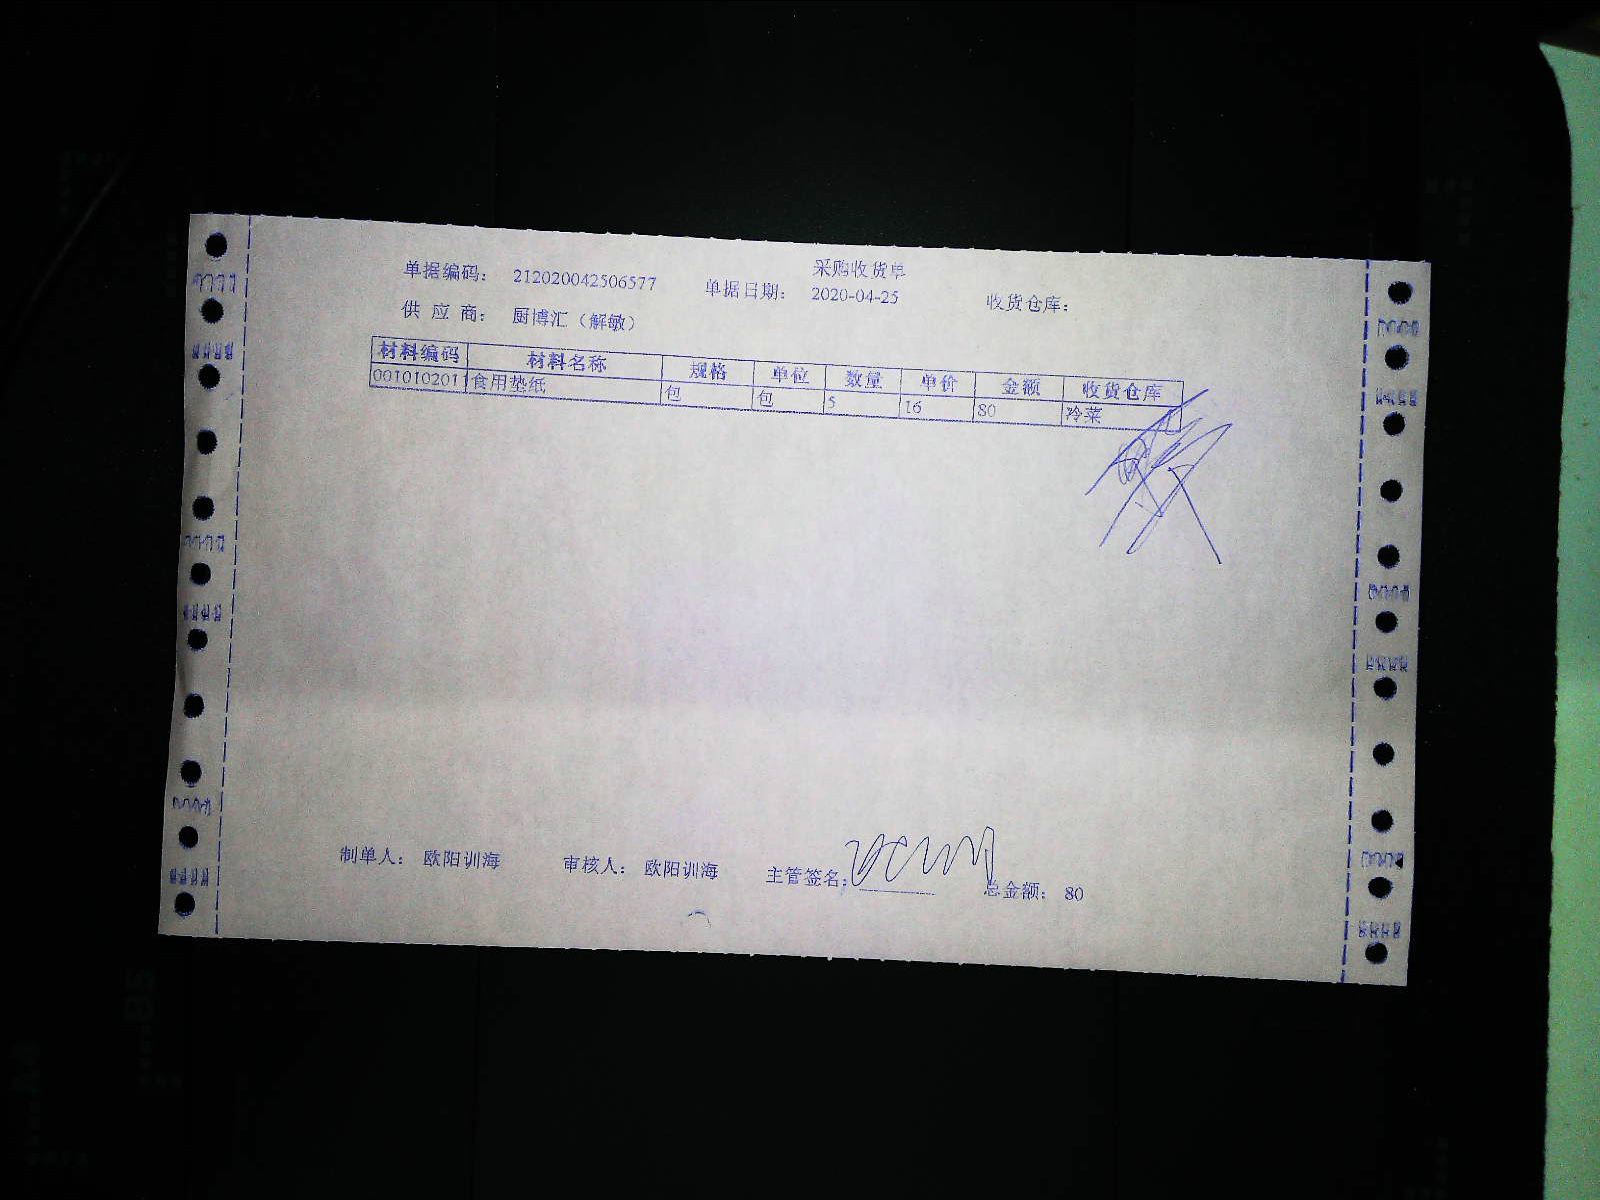 采购收货单
单据编码： 212020042506577 单据日期： 2020-04-25 收货仓库：
供 应 商： 厨博汇（解敏）
材料编码 材料名称 规格 单位 数量 单价 金额 收货仓库
001010201 食用垫纸 包 包 5 16 80 冷菜
制单人： 欧阳训海 审核人： 欧阳训海 主管签名： 总金额： 80